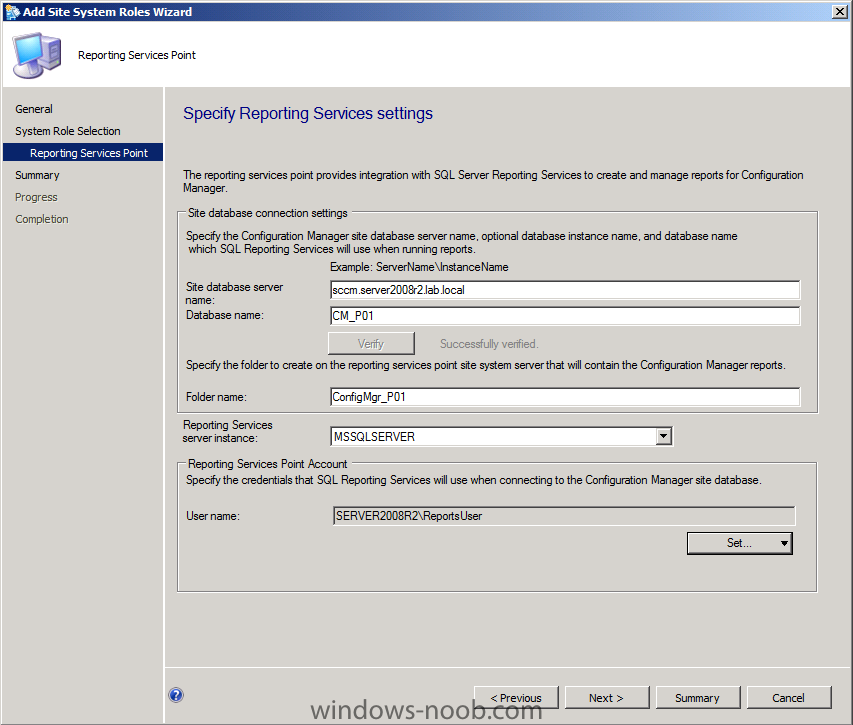 Add Site System Roles Wizard
Reporting Services Point
General
System Role Selection
Reporting Services Point
Summary
Progress
Completion
Specify Reporting Services settings
The reporting services point provides integration with SQL Server Reporting Services to create and manage reports for Configuration
Manager.
Site database connection settings
Specify the Configuration Manager site database server name, optional database instance name, and database name
which SQL Reporting Services will use when running reports.
Example: ServerName\InstanceName
Site database server
name:
sccm.server2008r2.lab.local
Database name:
CM_P01
Verify
Successfully verified.
Specify the folder to create on the reporting services point site system server that will contain the Configuration Manager reports.
Folder name:
ConfigMgr_P01
Reporting Services
server instance:
MSSQLSERVER
Reporting Services Point Account
Specify the credentials that SQL Reporting Services will use when connecting to the Configuration Manager site database.
User name:
SERVER2008R2\ReportsUser
Set...
?
< Previous
Next >
Summary
Cancel
windows-noob.com